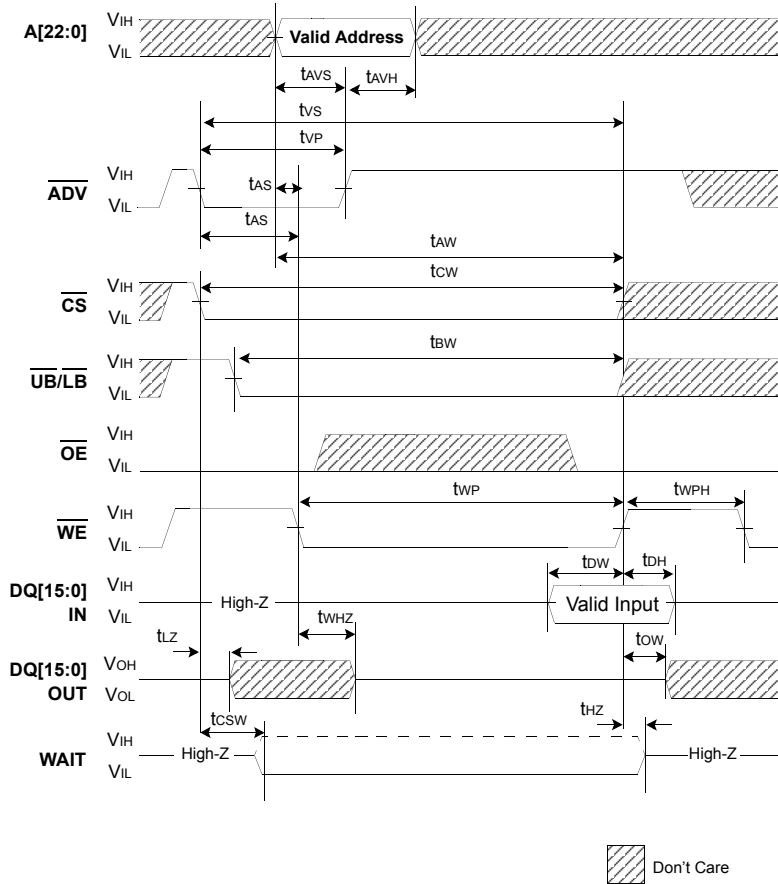 A[22:0] VIH Valid Address
VIL
tAVS tAVH
tVS
tVP
ADV VIH
VIL
tAS
tAS
tAW
CS VIH
VIL
tCW
UB/LB VIH
VIL
tBW
OE VIH
VIL
WE VIH
VIL
tWP tWPH
DQ[15:0]
IN
VIH
VIL
High-Z
tDW tDH
Valid Input
tLZ
tWHZ
tOW
DQ[15:0]
OUT
VOH
VOL
tCSW
tHZ
WAIT VIH
VIL
High-Z
High-Z
Don't Care